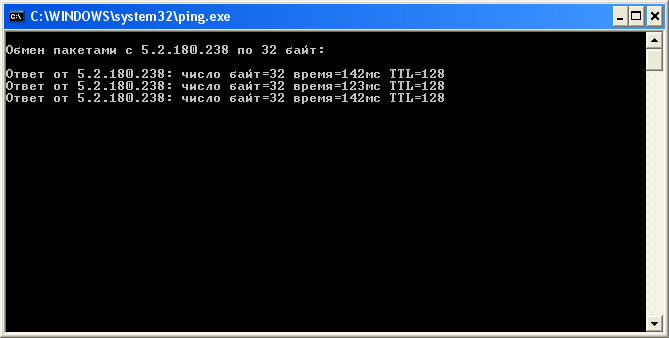 C:\WINDOWS\system32\ping.exe
Обмен пакетами с 5.2.180.238 по 32 байт:
Ответ от 5.2.180.238: число байт=32 время=142мс TTL=128
Ответ от 5.2.180.238: число байт=32 время=123мс TTL=128
Ответ от 5.2.180.238: число байт=32 время=142мс TTL=128